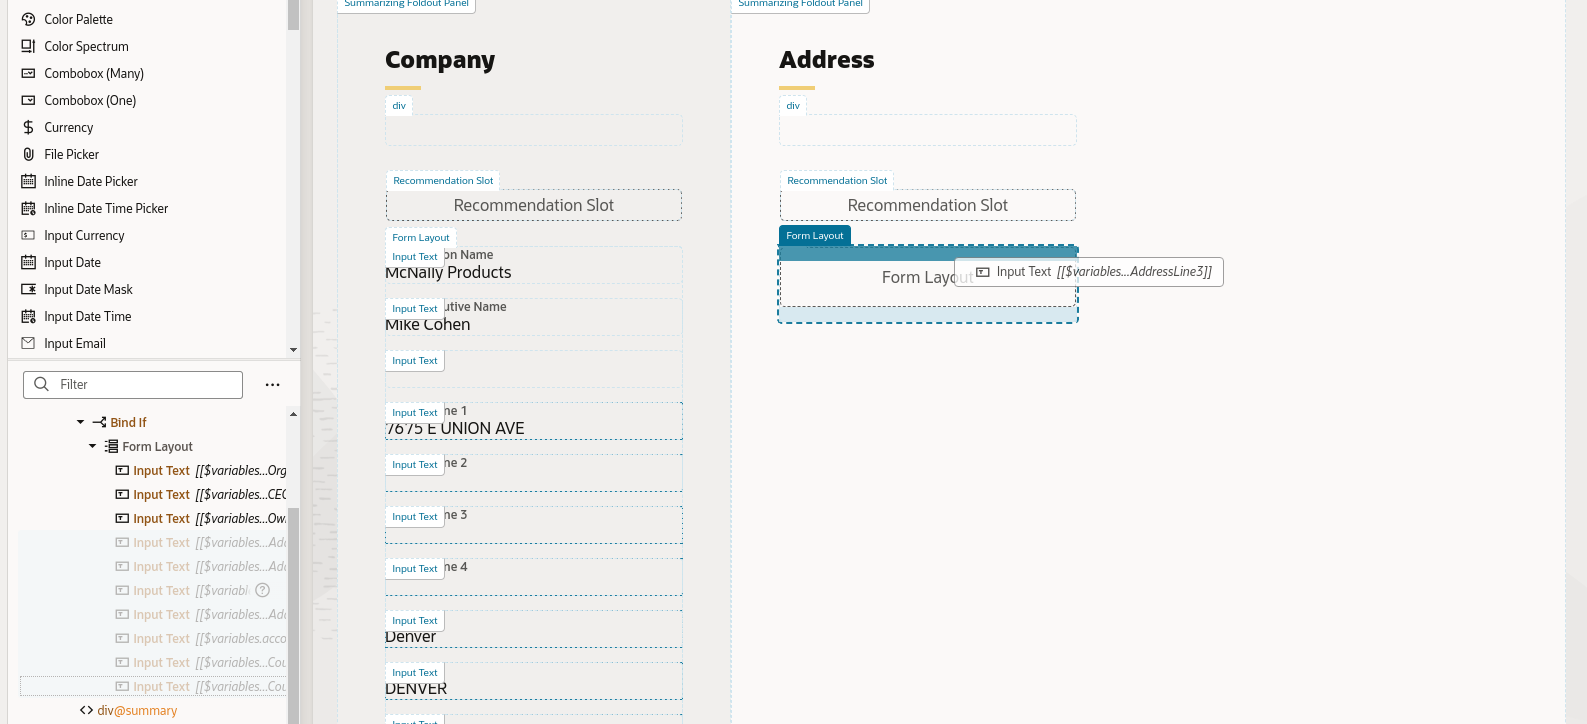 Color Palette
Color Spectrum
Combobox (Many)
Combobox (One)
Currency
File Picker
Inline Date Picker
Inline Date Time Picker
Input Currency
Input Date
Input Date Mask
Input Date Time
Input Email
Filter
Bind If
Form Layout
Input Text [[$variables...Org
Input Text [[$variables...CEO
Input Text [[$variables...Ow
Input Text [[$variables...Add
Input Text [[$variables...Add
Input Text [[$variabl
Input Text [[$variables...Add
Input Text [[$variables.acco
Input Text [[$variables...Cou
Input Text [[$variables...Cou
div@summary
Summarizing Foldout Panel
Company
div
Recommendation Slot
Recommendation Slot
Form Layout
Input Text on Name
McNally Products
Input Text utive Name
Mike Cohen
Input Text
Input Text ne 1
7675 E UNION AVE
Input Text ne 2
Input Text ne 3
Input Text ne 4
Input Text
Denver
Input Text
DENVER
Input Text
Summarizing Foldout Panel
Address
div
Recommendation Slot
Recommendation Slot
Form Layout
Form Layout
Input Text [[$variables...AddressLine3]]